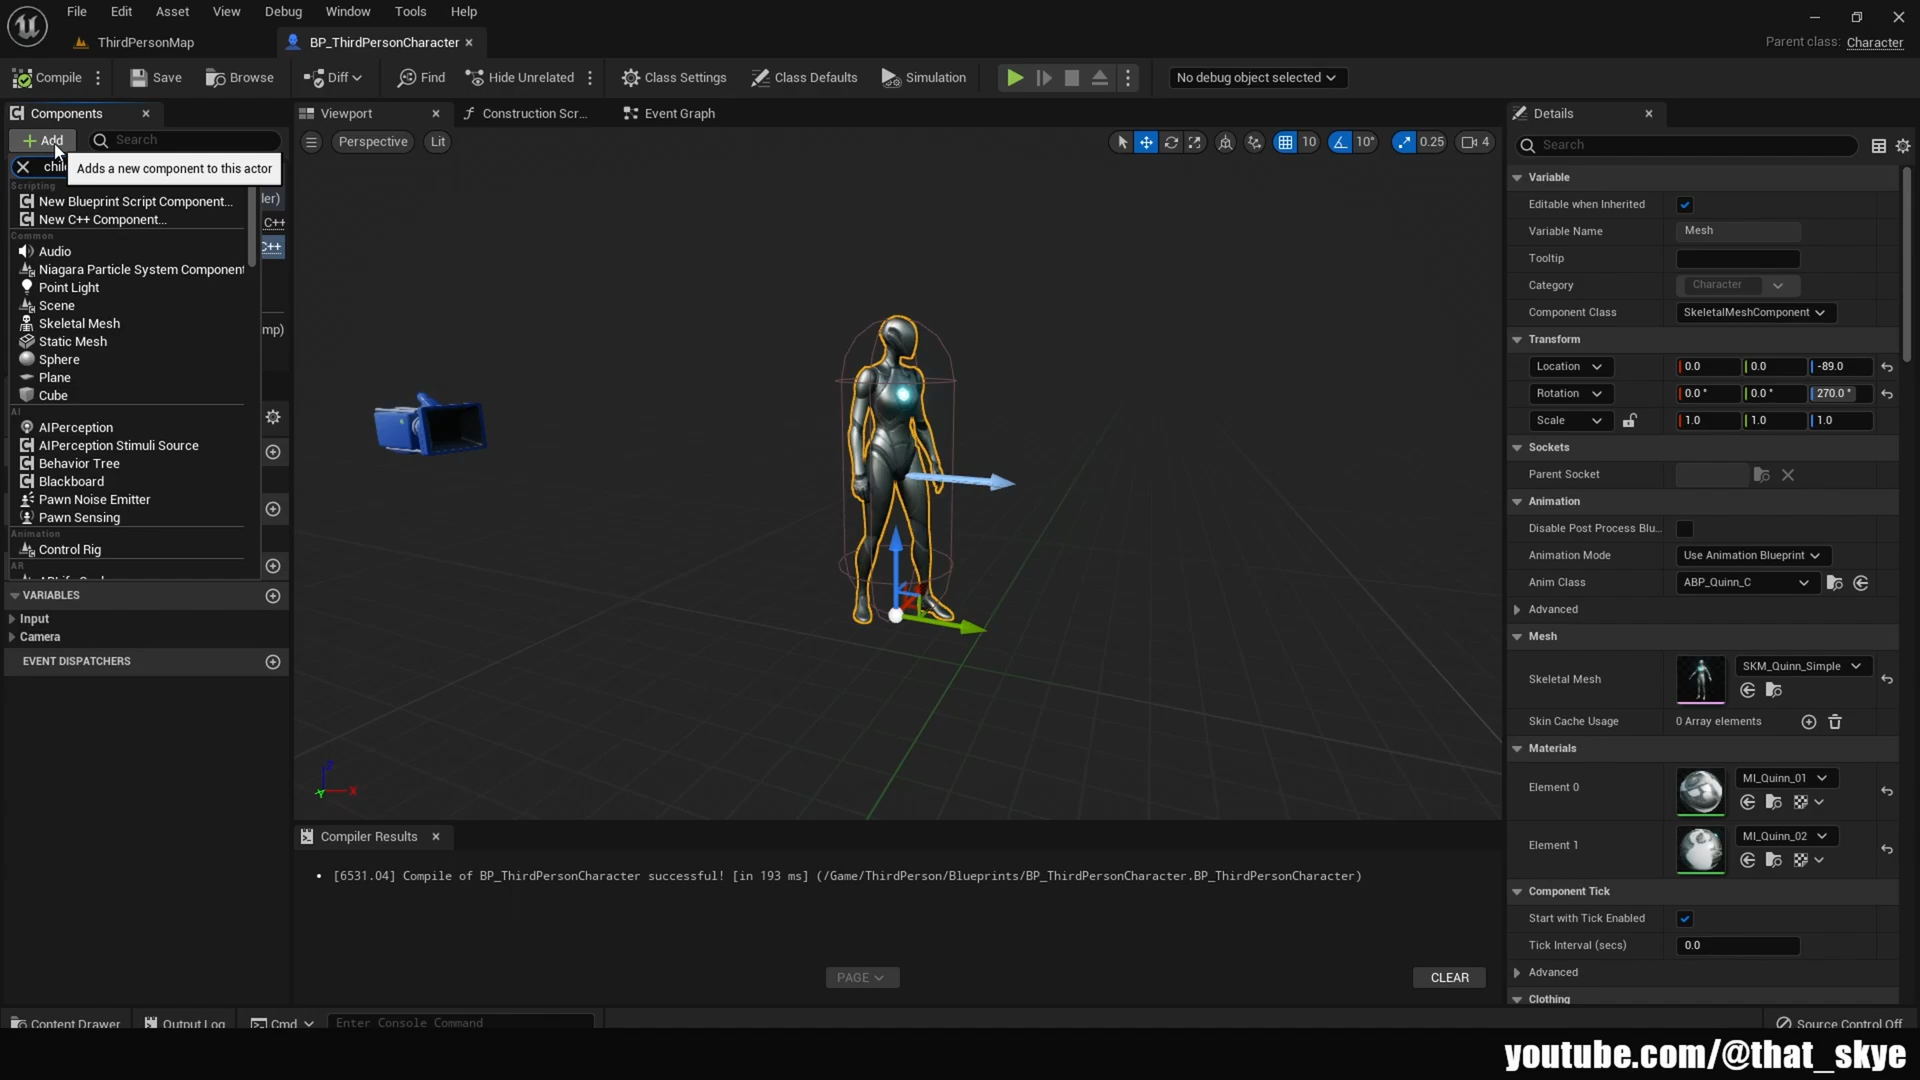 File Edit Asset View Debug Window Tools Help
ThirdPersonMap
BP_ThirdPersonCharacter
Parent class: Character
Compile
Save
Browse
Diff
Find
Hide Unrelated
Class Settings
Class Defaults
Simulation
No debug object selected
Components
Add
Search
Adds a new component to this actor
Scripting
New Blueprint Script Component...
New C++ Component...
Common
Audio
Niagara Particle System Component
Point Light
Scene
Skeletal Mesh
Static Mesh
Sphere
Plane
Cube
AI
AIPerception
AIPerception Stimuli Source
Behavior Tree
Blackboard
Pawn Noise Emitter
Pawn Sensing
Animation
Control Rig
AR
C++
C++
VARIABLES
Input
Camera
EVENT DISPATCHERS
Viewport
Construction Scr...
Event Graph
Perspective
Lit
10
10°
0.25
4
Z
X
Y
Compiler Results
[6531.04] Compile of BP_ThirdPersonCharacter successful! [in 193 ms] (/Game/ThirdPerson/Blueprints/BP_ThirdPersonCharacter.BP_ThirdPersonCharacter)
PAGE
CLEAR
Details
Search
Variable
Editable when Inherited
Variable Name Mesh
Tooltip
Category Character
Component Class SkeletalMeshComponent
Transform
Location 0.0 0.0 -89.0
Rotation 0.0 ° 0.0 ° 270.0 °
Scale 1.0 1.0 1.0
Sockets
Parent Socket
Animation
Disable Post Process Blu...
Animation Mode Use Animation Blueprint
Anim Class ABP_Quinn_C
Advanced
Mesh
Skeletal Mesh SKM_Quinn_Simple
Skin Cache Usage 0 Array elements
Materials
Element 0 MI_Quinn_01
Element 1 MI_Quinn_02
Component Tick
Start with Tick Enabled
Tick Interval (secs) 0.0
Advanced
Clothing
Content Drawer
Output Log
Cmd
Enter Console Command
Source Control Off
youtube.com/@that_skye